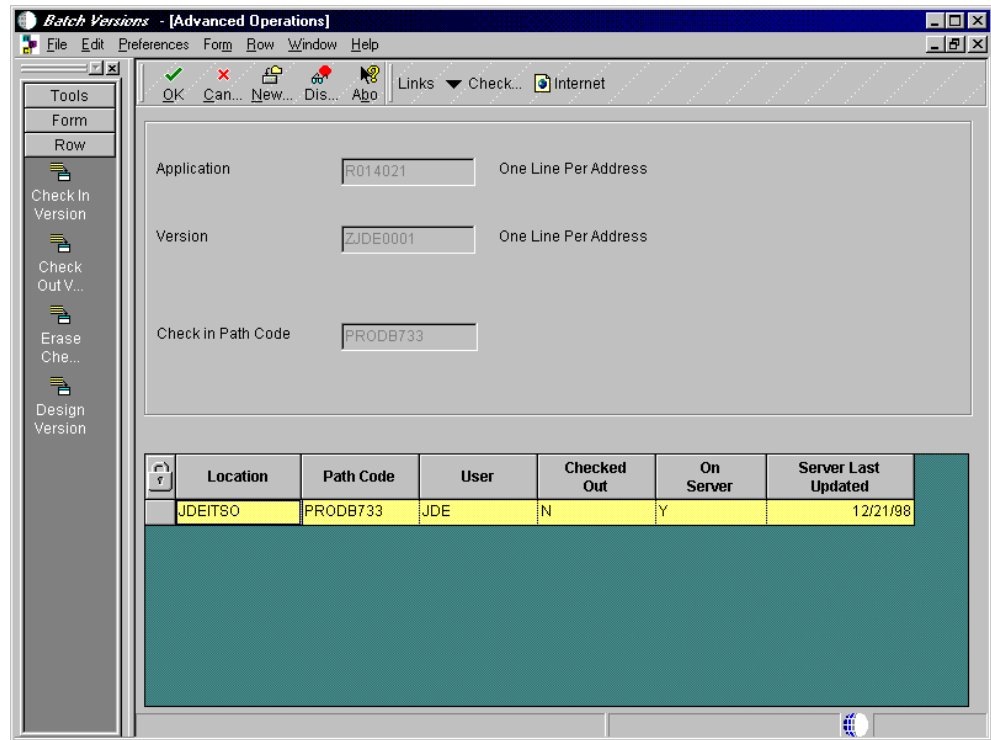 Batch Versions - [Advanced Operations]
File Edit Preferences Form Row Window Help
OK Can... New... Dis... Abo Links Check... Internet
Tools
Form
Row
Check In
Version
Check
Out V...
Erase
Che...
Design
Version
Application R014021 One Line Per Address
Version ZJDE0001 One Line Per Address
Check in Path Code PRODB733
Location Path Code User Checked Out On Server Server Last Updated
JDEITSO PRODB733 JDE N Y 12/21/98